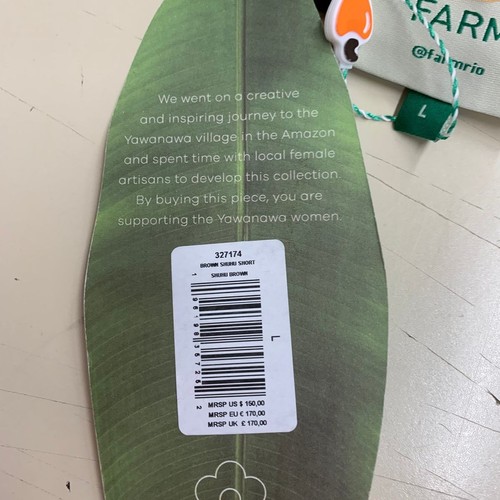 FARM
@farmrio
L
We went on a creative
and inspiring journey to the
Yawanawa village in the Amazon
and spent time with local female
artisans to develop this collection.
By buying this piece, you are
supporting the Yawanawa women.
327174
BROWN SHUHU SHORT
SHUHU BROWN
L
MRSP US $ 150,00
MRSP EU € 170,00
MRSP UK £ 170,00